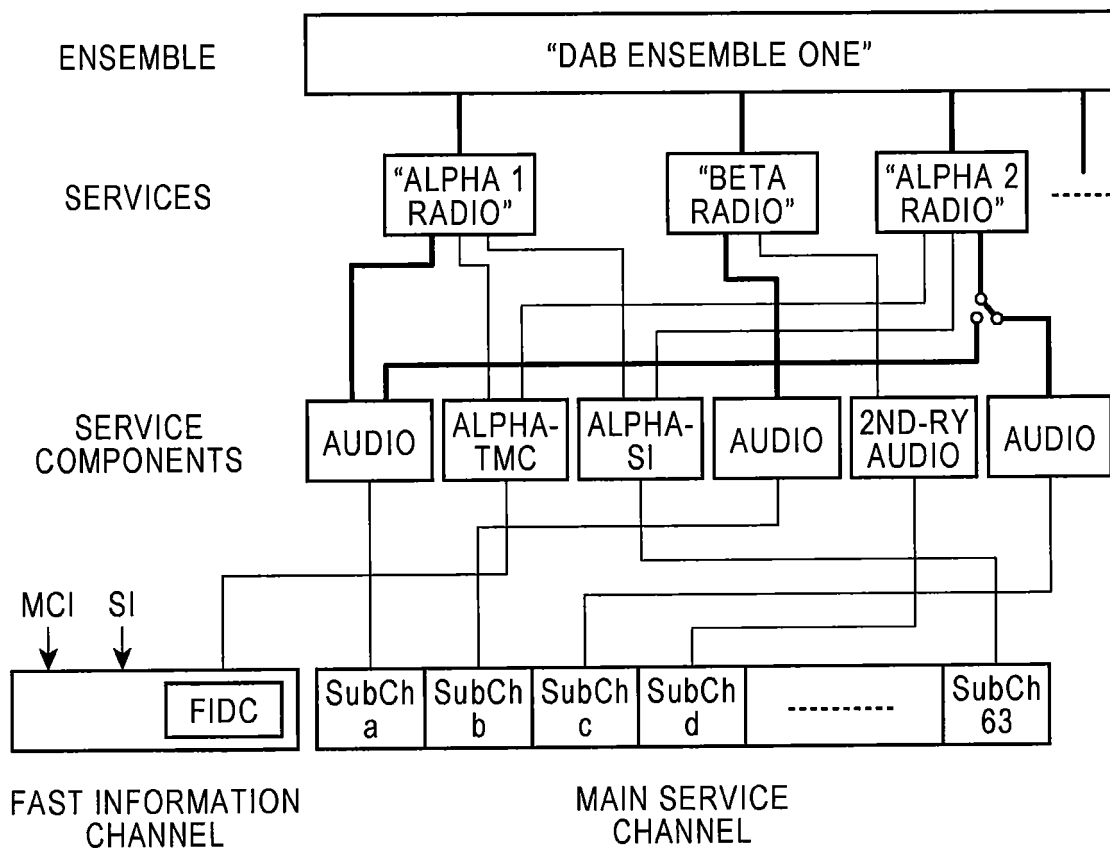 ENSEMBLE
“DAB ENSEMBLE ONE”
SERVICES
“ALPHA 1
RADIO”
“BETA
RADIO”
“ALPHA 2
RADIO”
SERVICE
COMPONENTS
AUDIO
ALPHA-
TMC
ALPHA-
SI
AUDIO
2ND-RY
AUDIO
AUDIO
MCI
SI
FIDC
SubCh
a
SubCh
b
SubCh
c
SubCh
d
SubCh
63
FAST INFORMATION
CHANNEL
MAIN SERVICE
CHANNEL